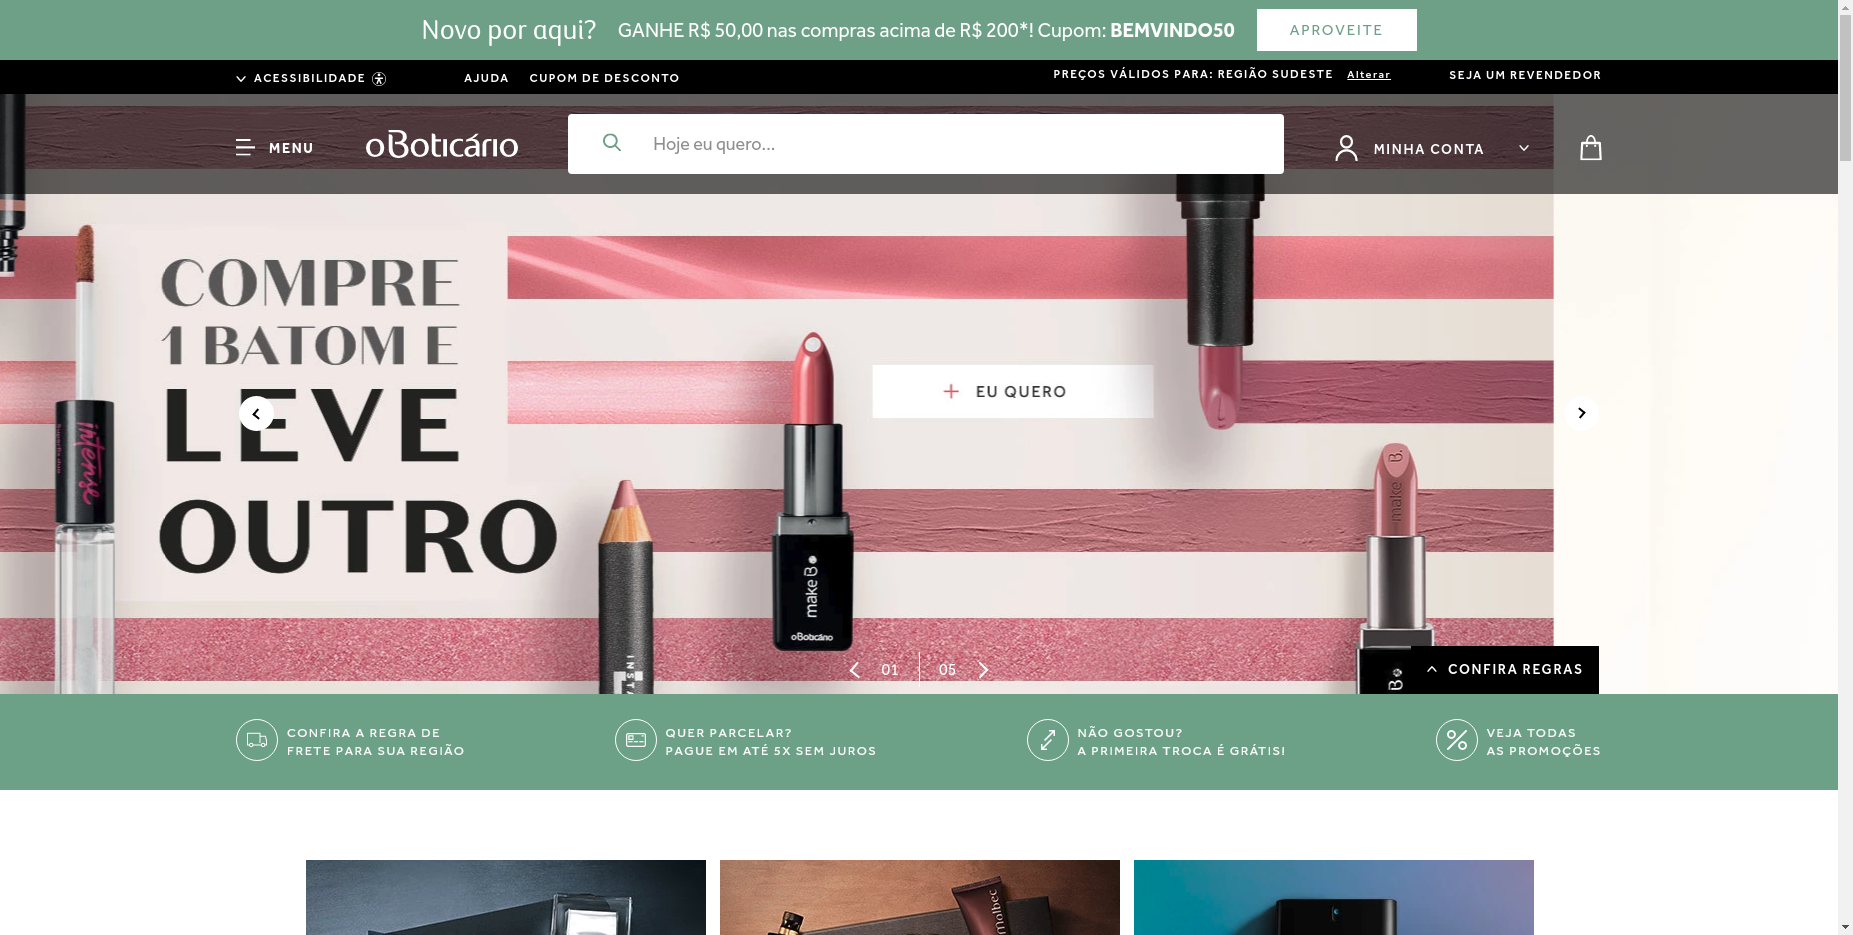 Novo por aqui? GANHE R$ 50,00 nas compras acima de R$ 200*! Cupom: BEMVINDO50 APROVEITE
ACESSIBILIDADE AJUDA CUPOM DE DESCONTO PREÇOS VÁLIDOS PARA: REGIÃO SUDESTE Alterar SEJA UM REVENDEDOR
MENU oBoticário Hoje eu quero... MINHA CONTA
COMPRE
1 BATOM E
LEVE
OUTRO
EU QUERO
intense
make B.
make B.
oBoticário
INSTA
B.
01 05
CONFIRA REGRAS
CONFIRA A REGRA DE
FRETE PARA SUA REGIÃO
QUER PARCELAR?
PAGUE EM ATÉ 5X SEM JUROS
NÃO GOSTOU?
A PRIMEIRA TROCA É GRÁTIS!
VEJA TODAS
AS PROMOÇÕES
malbec